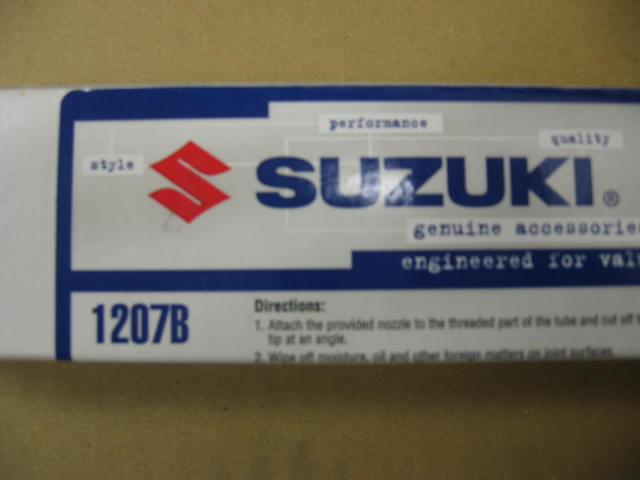 performance
quality
style
SUZUKI®
genuine accessories
engineered for valu
1207B
Directions:
1. Attach the provided nozzle to the threaded part of the tube and cut off t
tip at an angle.
2. Wipe off moisture, oil and other foreign matters on joint surfaces.